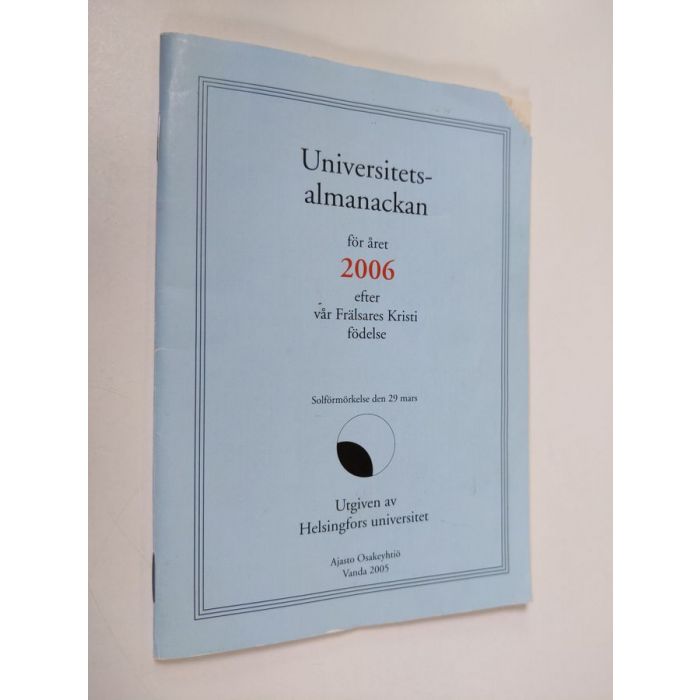 Universitets-
almanackan
för året
2006
efter
vår Frälsares Kristi
födelse
Solförmörkelse den 29 mars
Utgiven av
Helsingfors universitet
Ajasto Osakeyhtiö
Vanda 2005